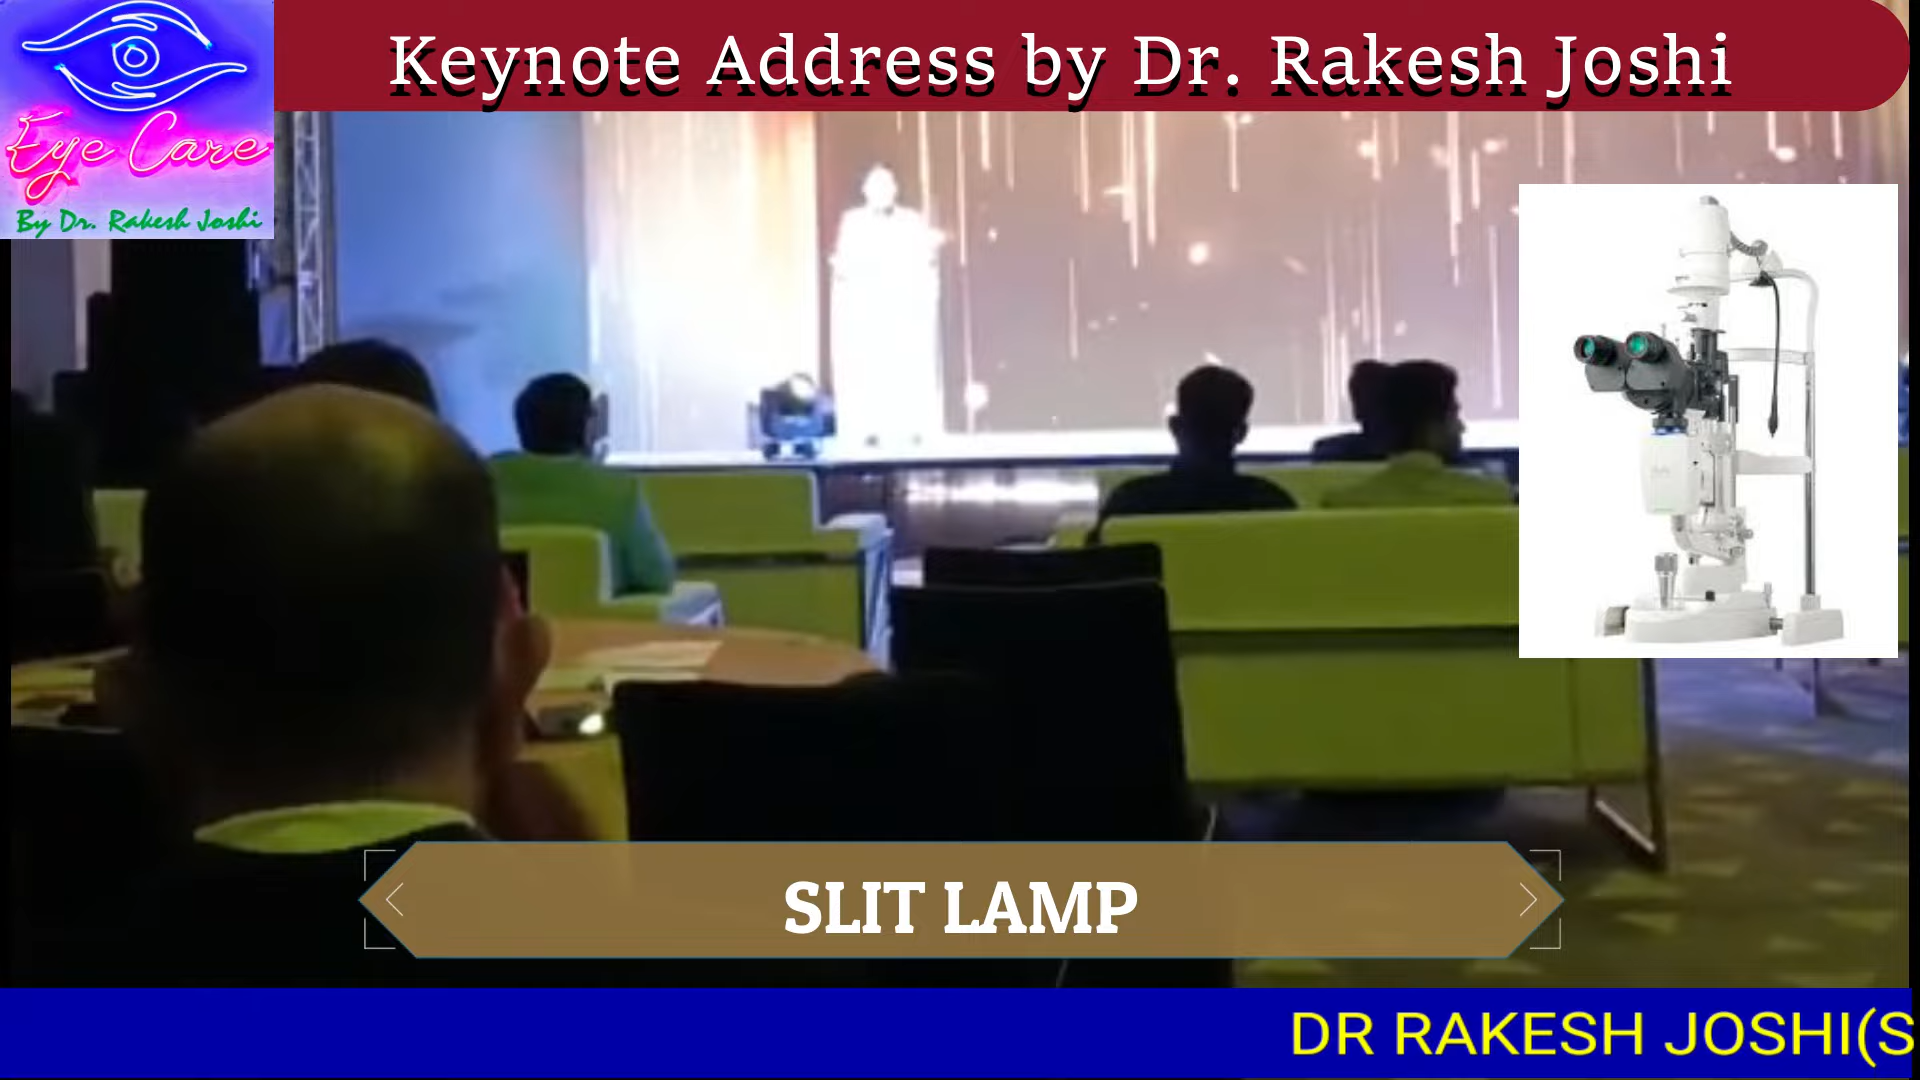 Keynote Address by Dr. Rakesh Joshi
Eye Care
By Dr. Rakesh Joshi
SLIT LAMP
DR RAKESH JOSHI(S